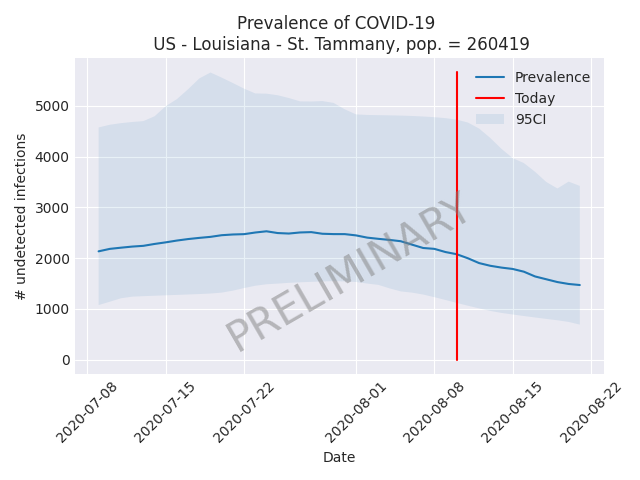 Prevalence of COVID-19
US - Louisiana - St. Tammany, pop. = 260419
Prevalence
Today
95CI
# undetected infections
5000
4000
3000
2000
1000
0
PRELIMINARY
2020-07-08
2020-07-15
2020-07-22
2020-08-01
2020-08-08
2020-08-15
2020-08-22
Date